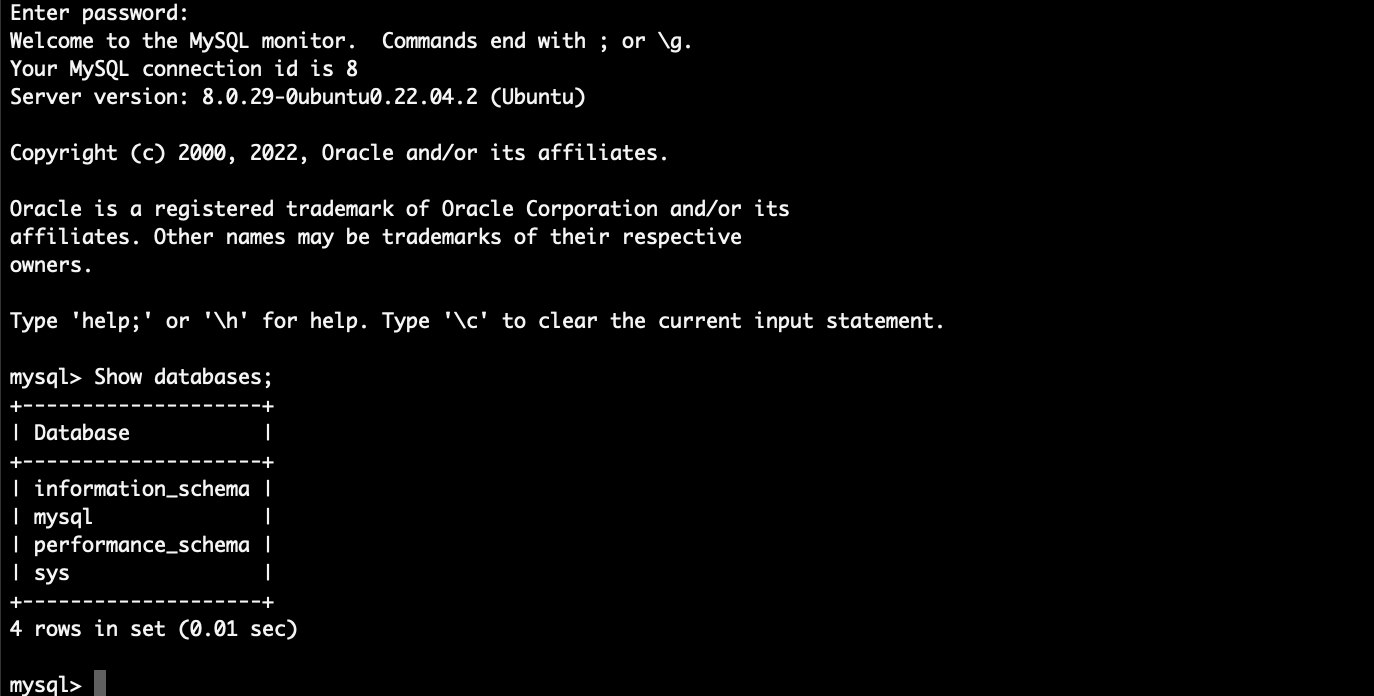 Enter password:
Welcome to the MySQL monitor.  Commands end with ; or \g.
Your MySQL connection id is 8
Server version: 8.0.29-0ubuntu0.22.04.2 (Ubuntu)

Copyright (c) 2000, 2022, Oracle and/or its affiliates.

Oracle is a registered trademark of Oracle Corporation and/or its
affiliates. Other names may be trademarks of their respective
owners.

Type 'help;' or '\h' for help. Type '\c' to clear the current input statement.

mysql> Show databases;
+--------------------+
| Database           |
+--------------------+
| information_schema |
| mysql              |
| performance_schema |
| sys                |
+--------------------+
4 rows in set (0.01 sec)

mysql>